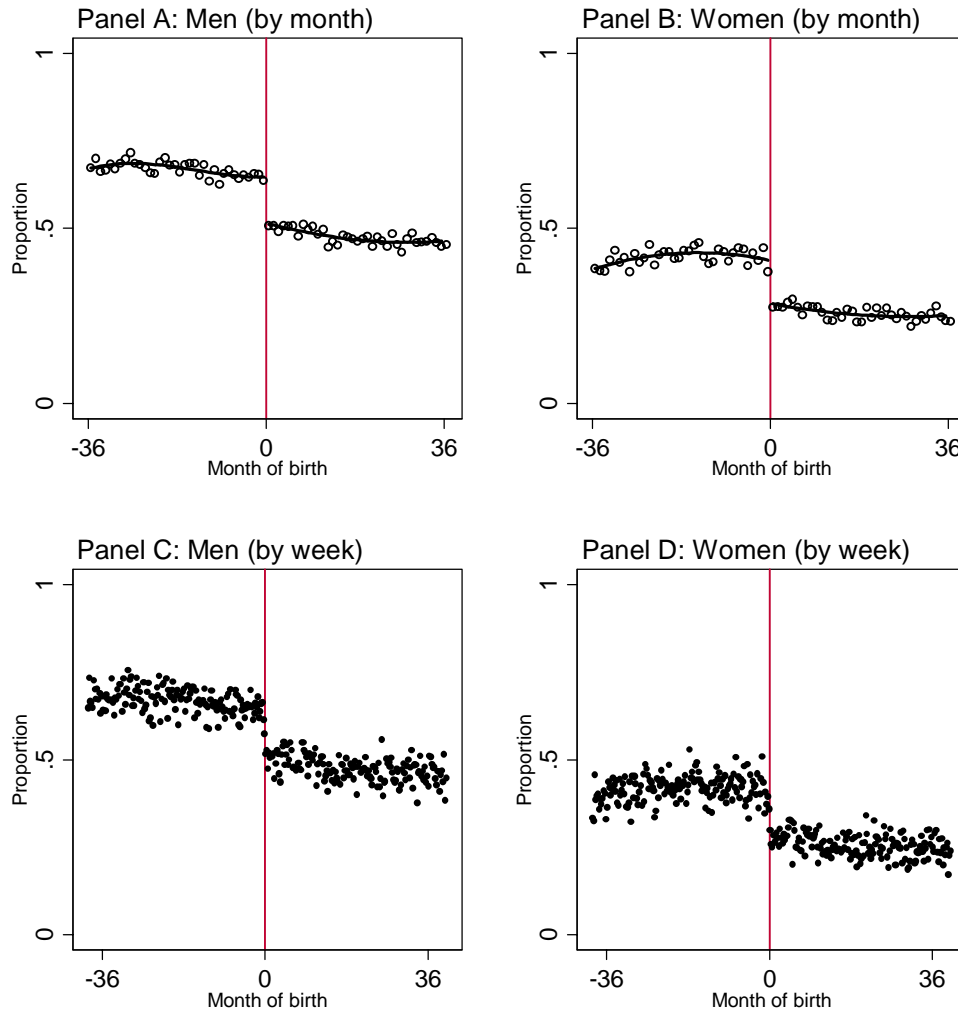 Panel A: Men (by month)
Proportion
1
.5
0
-36
0
36
Month of birth
Panel B: Women (by month)
Proportion
1
.5
0
-36
0
36
Month of birth
Panel C: Men (by week)
Proportion
1
.5
0
-36
0
36
Month of birth
Panel D: Women (by week)
Proportion
1
.5
0
-36
0
36
Month of birth